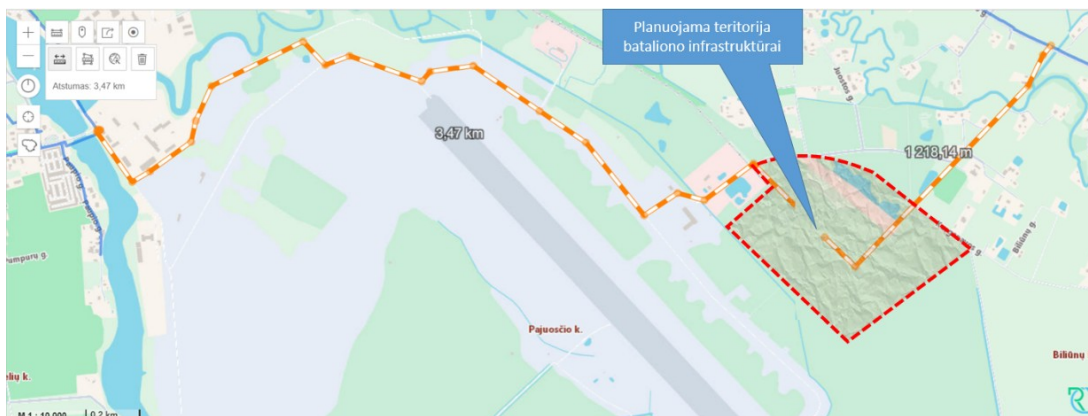 Planuojama teritorija
bataliono infrastruktūrai
Atstumas: 3,47 km
Juostos g.
3,47 km
1 218,14 m
Biliūnų g.
Pajuosčio k.
Biliūnų
M 1 : 10 000
0.2 km